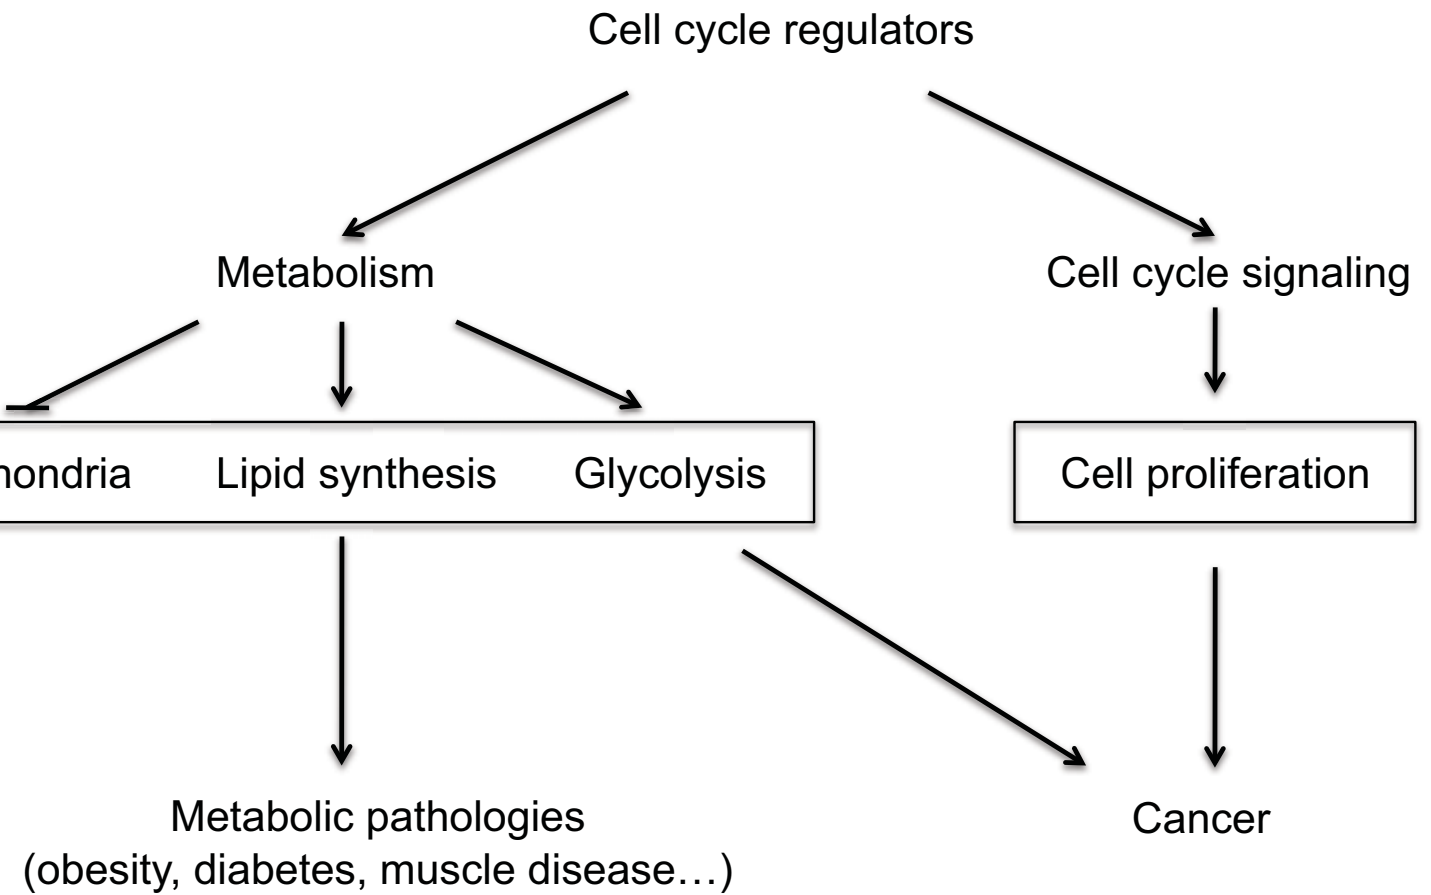 Cell cycle regulators
Metabolism
Cell cycle signaling
hondria Lipid synthesis Glycolysis
Cell proliferation
Metabolic pathologies
(obesity, diabetes, muscle disease…)
Cancer